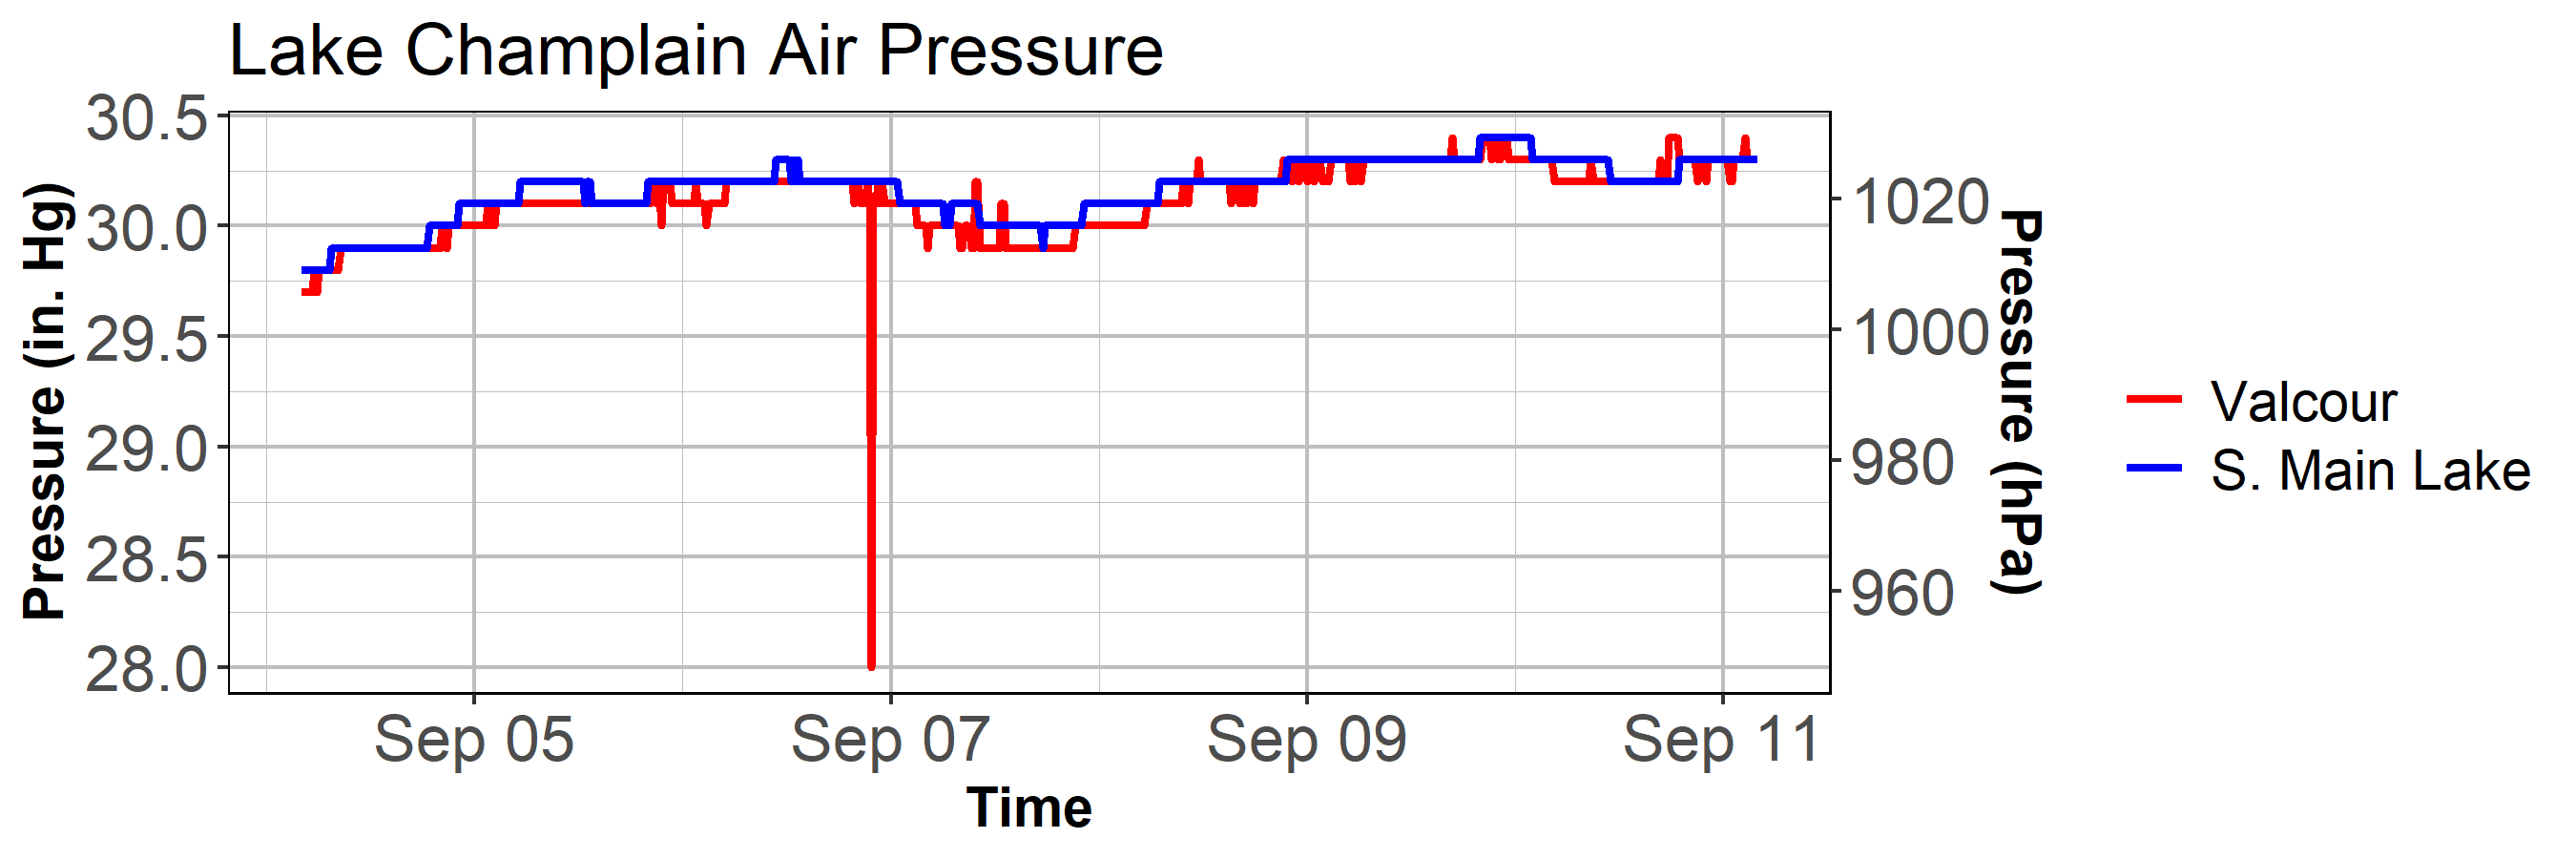 Lake Champlain Air Pressure
30.5
30.0
29.5
29.0
28.5
28.0
Pressure (in. Hg)
1020
1000
980
960
Pressure (hPa)
Sep 05
Sep 07
Sep 09
Sep 11
Time
Valcour
S. Main Lake